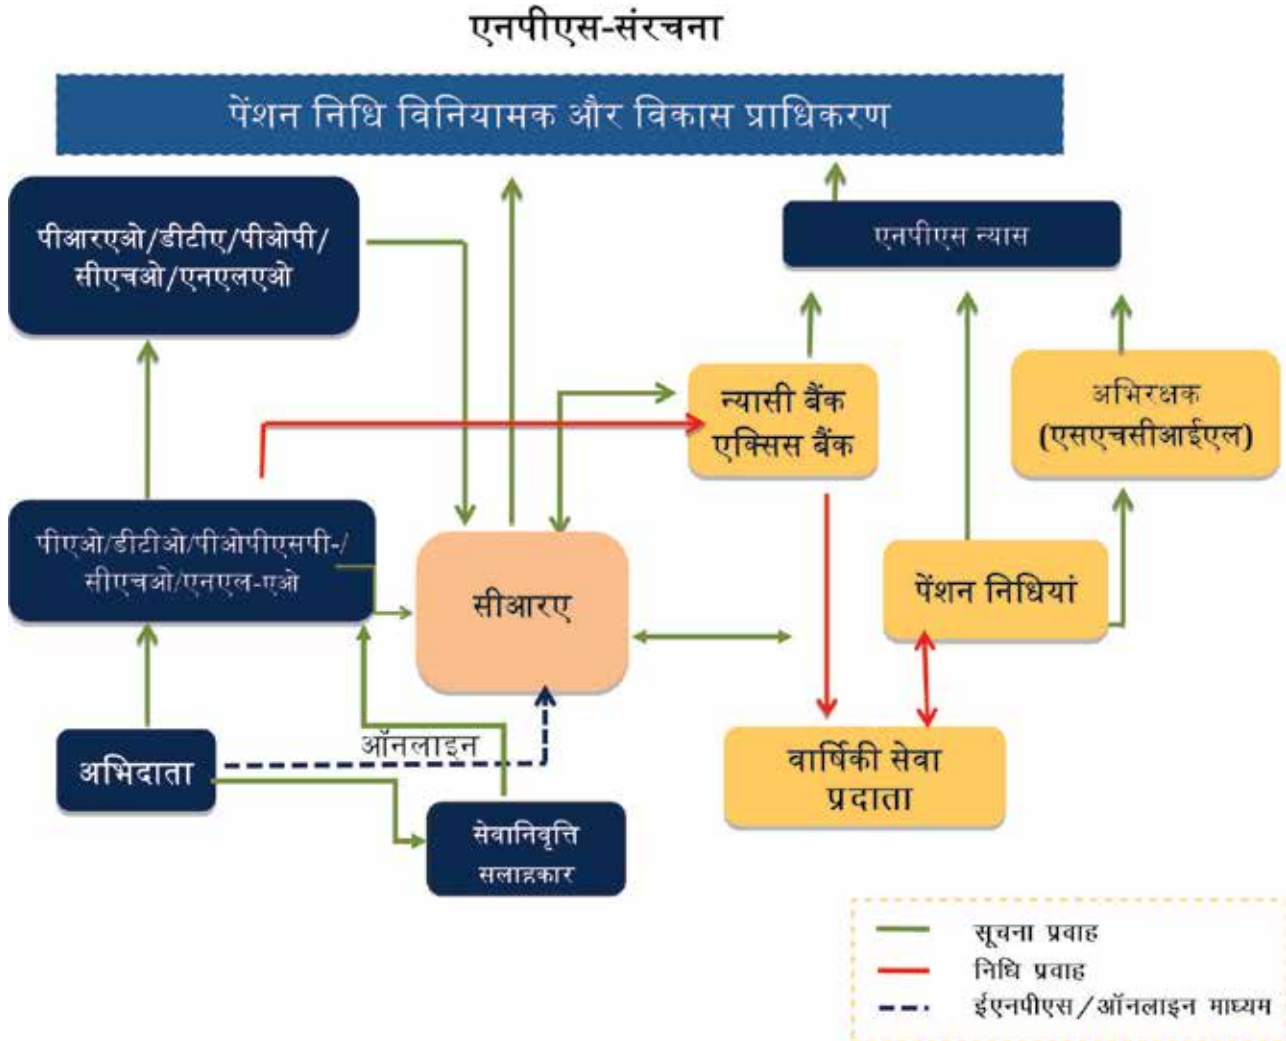 एनपीएस-संरचना
पेंशन निधि विनियामक और विकास प्राधिकरण
पीआरएओ/डीटीए/पीओपी/
सीएचओ/एनएलएओ
एनपीएस न्यास
न्यासी बैंक
एक्सिस बैंक
अभिरक्षक
(एसएचसीआईएल)
पीएओ/डीटीओ/पीओपीएसपी-/
सीएचओ/एनएल-एओ
सीआरए
पेंशन निधियां
अभिदाता
ऑनलाइन
वार्षिकी सेवा
प्रदाता
सेवानिवृत्ति
सलाहकार
सूचना प्रवाह
निधि प्रवाह
ईएनपीएस/ऑनलाइन माध्यम